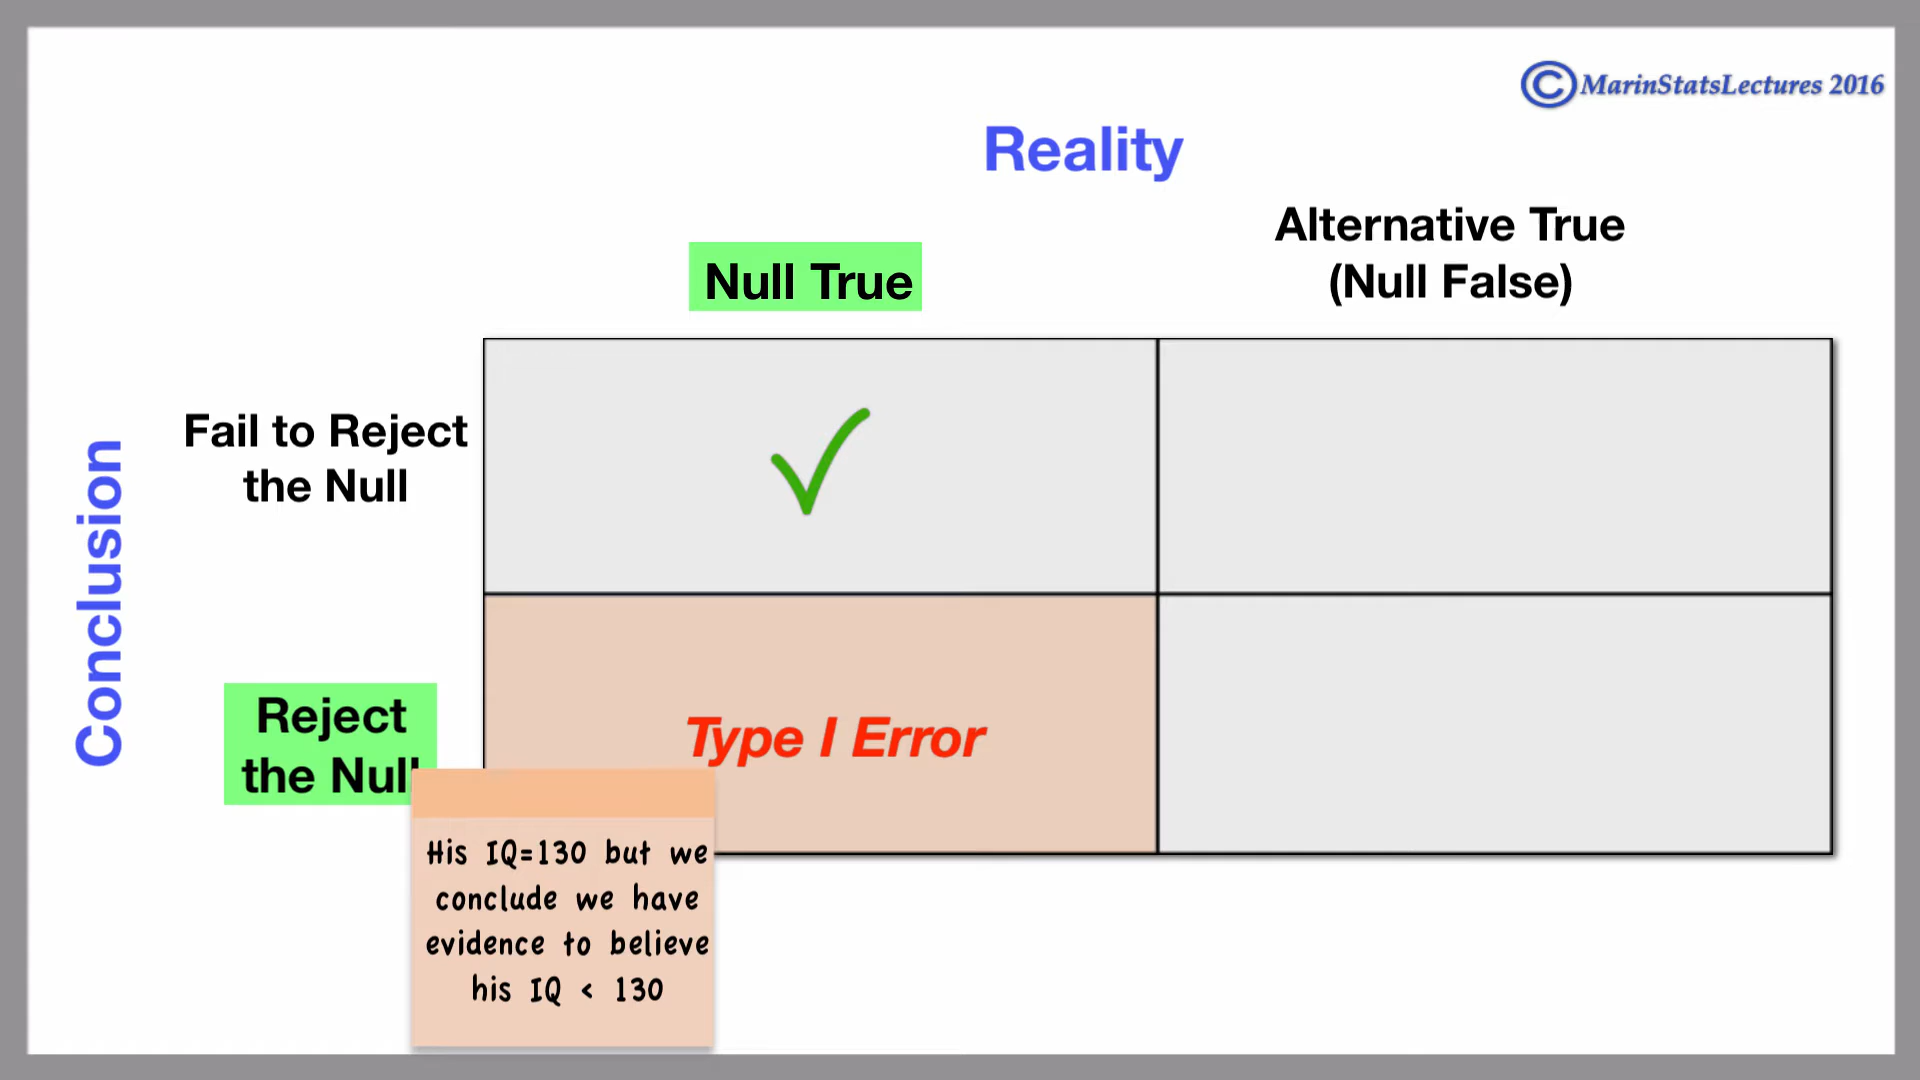 ©MarinStatsLectures 2016
Reality
Null True
Alternative True
(Null False)
Conclusion
Fail to Reject
the Null
Reject
the Null
Type I Error
His IQ=130 but we
conclude we have
evidence to believe
his IQ < 130